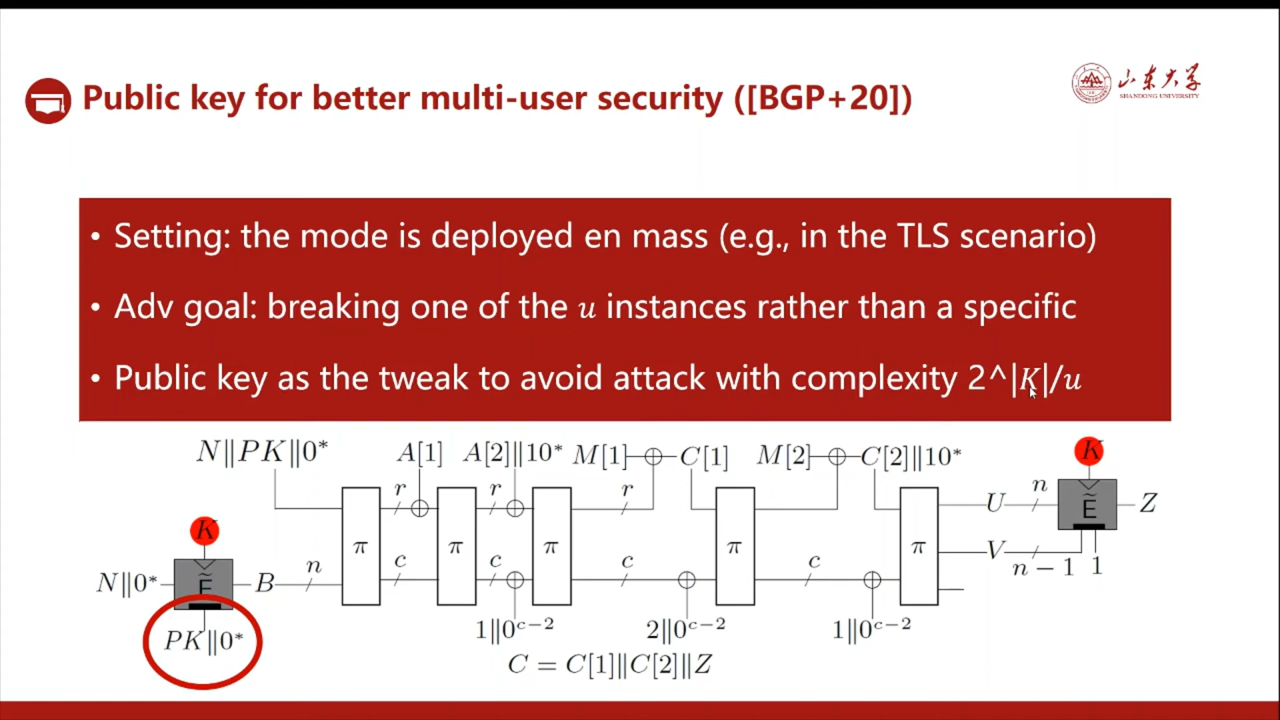 Public key for better multi-user security ([BGP+20])
山东大学
SHANDONG UNIVERSITY
• Setting: the mode is deployed en mass (e.g., in the TLS scenario)
• Adv goal: breaking one of the u instances rather than a specific
• Public key as the tweak to avoid attack with complexity 2^|K|/u
N‖PK‖0* A[1] A[2]‖10* M[1] C[1] M[2] C[2]‖10* K
r r r n
U Ẽ Z
K π π π π π
V
n − 1 1
N‖0* Ẽ B n c c c c
PK‖0* 1‖0^{c−2} 2‖0^{c−2} 1‖0^{c−2}
C = C[1]‖C[2]‖Z